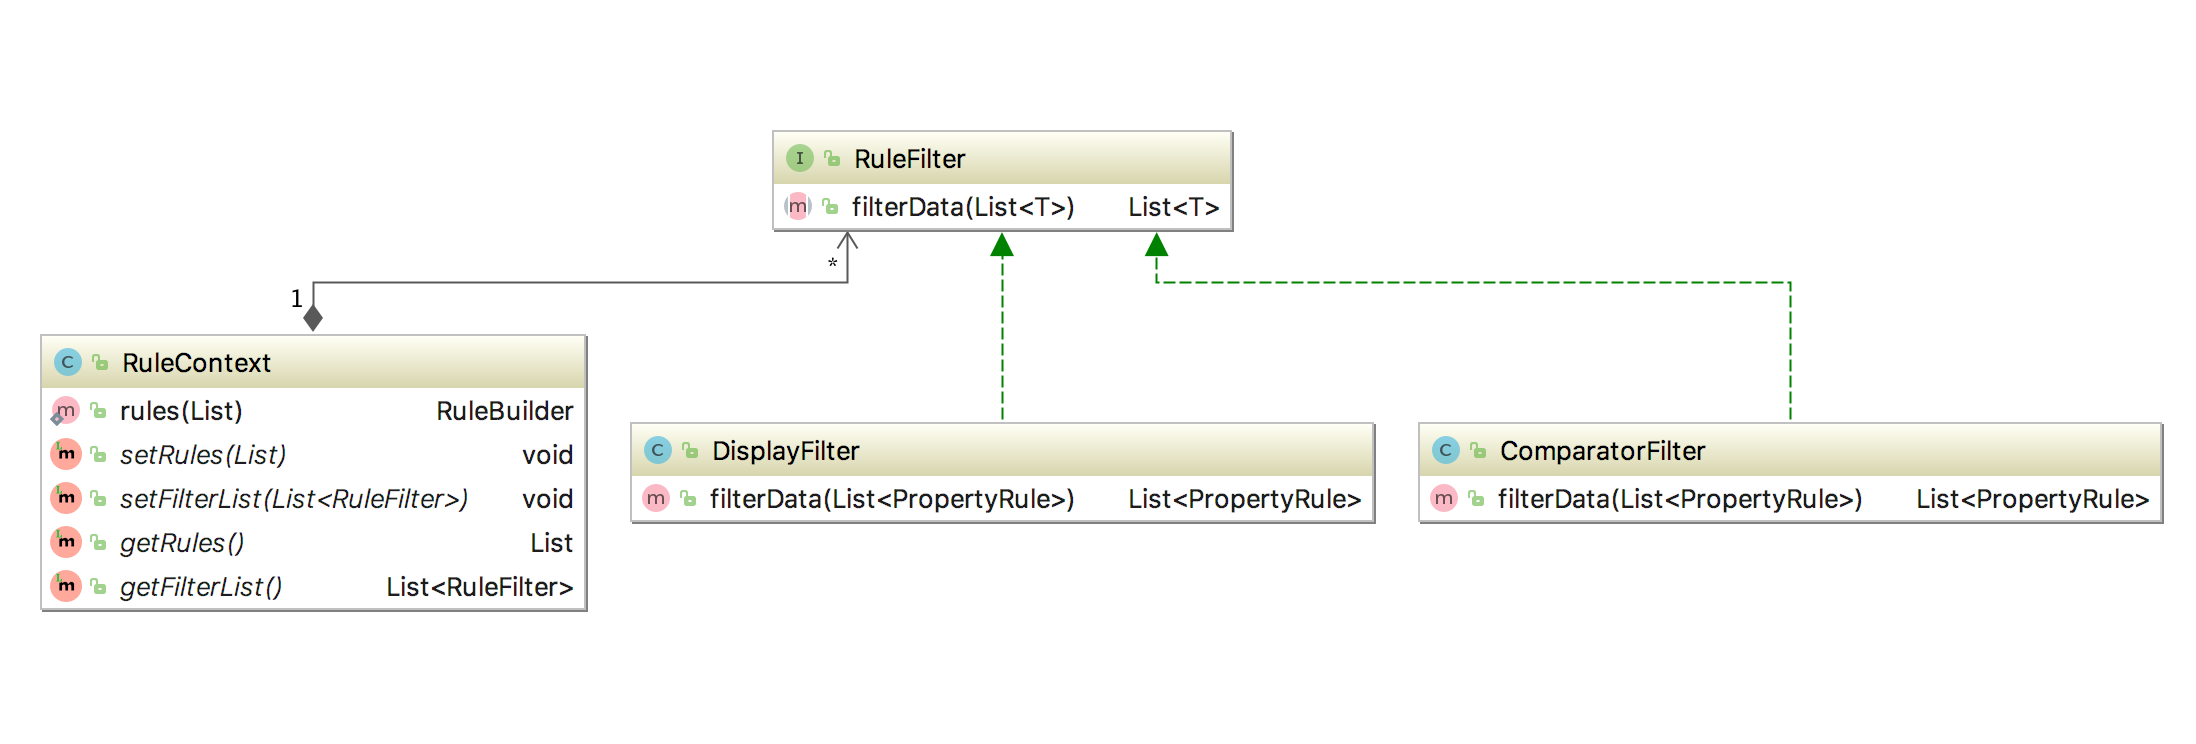 I RuleFilter
m filterData(List<T>) List<T>
*
1
C RuleContext
m rules(List) RuleBuilder
m setRules(List) void
m setFilterList(List<RuleFilter>) void
m getRules() List
m getFilterList() List<RuleFilter>
C DisplayFilter
m filterData(List<PropertyRule>) List<PropertyRule>
C ComparatorFilter
m filterData(List<PropertyRule>) List<PropertyRule>